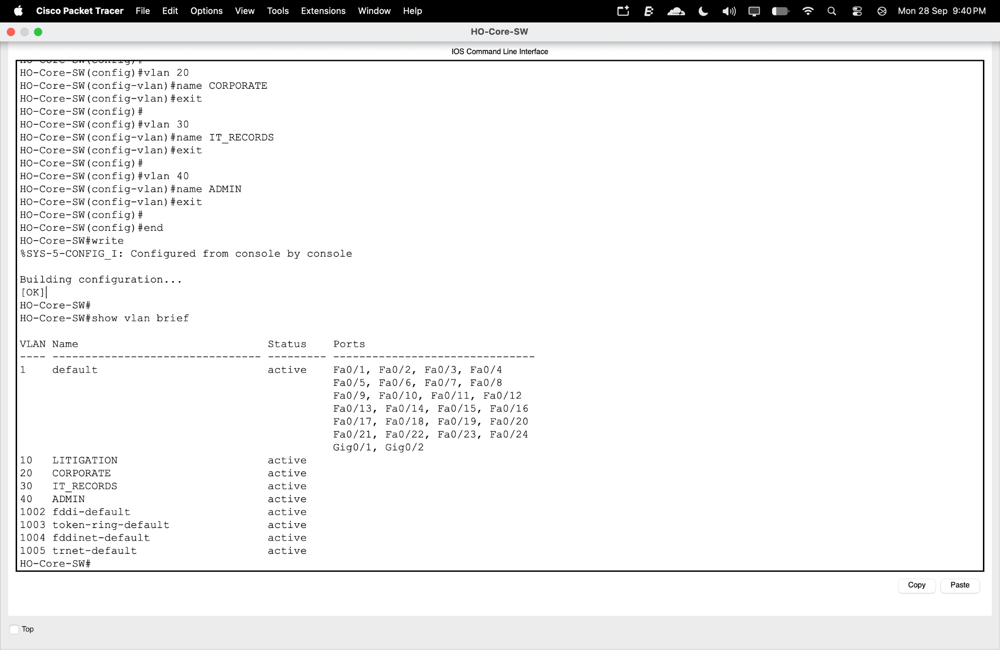 Cisco Packet Tracer File Edit Options View Tools Extensions Window Help Mon 28 Sep 9:40 PM
HO-Core-SW
IOS Command Line Interface
HO-Core-SW(config)#
HO-Core-SW(config)#vlan 20
HO-Core-SW(config-vlan)#name CORPORATE
HO-Core-SW(config-vlan)#exit
HO-Core-SW(config)#
HO-Core-SW(config)#vlan 30
HO-Core-SW(config-vlan)#name IT_RECORDS
HO-Core-SW(config-vlan)#exit
HO-Core-SW(config)#
HO-Core-SW(config)#vlan 40
HO-Core-SW(config-vlan)#name ADMIN
HO-Core-SW(config-vlan)#exit
HO-Core-SW(config)#
HO-Core-SW(config)#end
HO-Core-SW#write
%SYS-5-CONFIG_I: Configured from console by console
Building configuration...
[OK]
HO-Core-SW#
HO-Core-SW#show vlan brief
VLAN Name Status Ports
---- -------------------------------- --------- -------------------------------
1 default active Fa0/1, Fa0/2, Fa0/3, Fa0/4
Fa0/5, Fa0/6, Fa0/7, Fa0/8
Fa0/9, Fa0/10, Fa0/11, Fa0/12
Fa0/13, Fa0/14, Fa0/15, Fa0/16
Fa0/17, Fa0/18, Fa0/19, Fa0/20
Fa0/21, Fa0/22, Fa0/23, Fa0/24
Gig0/1, Gig0/2
10 LITIGATION active
20 CORPORATE active
30 IT_RECORDS active
40 ADMIN active
1002 fddi-default active
1003 token-ring-default active
1004 fddinet-default active
1005 trnet-default active
HO-Core-SW#
Copy Paste
Top